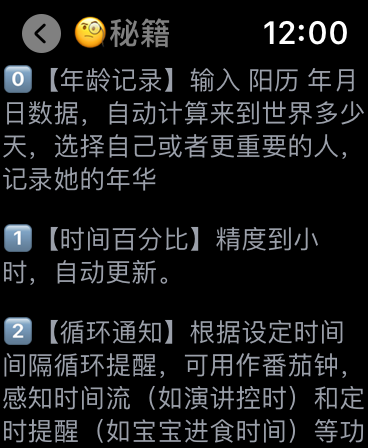 🧐秘籍 12:00
0️⃣【年龄记录】输入 阳历 年月
日数据，自动计算来到世界多少
天，选择自己或者更重要的人，
记录她的年华
1️⃣【时间百分比】精度到小
时，自动更新。
2️⃣【循环通知】根据设定时间
间隔循环提醒，可用作番茄钟，
感知时间流（如演讲控时）和定
时提醒（如宝宝进食时间）等功